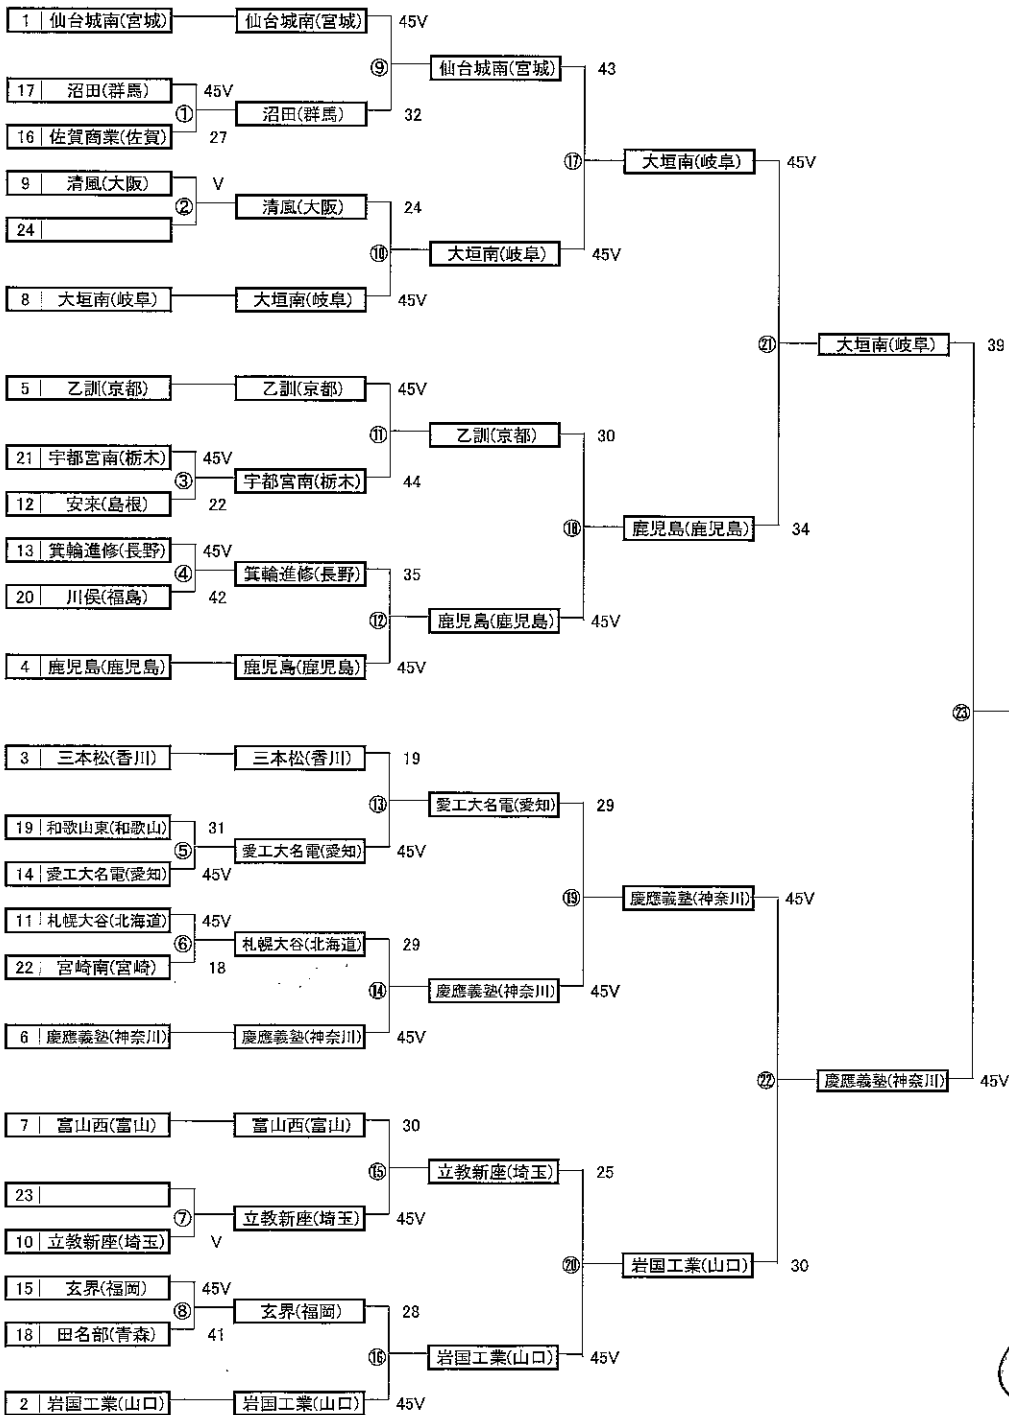 1 仙台城南(宮城) 仙台城南(宮城) 45V
⑨ 仙台城南(宮城) 43
17 沼田(群馬) 45V
① 沼田(群馬) 32
16 佐賀商業(佐賀) 27
⑰ 大垣南(岐阜) 45V
9 清風(大阪) V
② 清風(大阪) 24
24
⑩ 大垣南(岐阜) 45V
8 大垣南(岐阜) 大垣南(岐阜) 45V
㉑ 大垣南(岐阜) 39
5 乙訓(京都) 乙訓(京都) 45V
⑪ 乙訓(京都) 30
21 宇都宮南(栃木) 45V
③ 宇都宮南(栃木) 44
12 安来(島根) 22
⑱ 鹿児島(鹿児島) 34
13 箕輪進修(長野) 45V
④ 箕輪進修(長野) 35
20 川俣(福島) 42
⑫ 鹿児島(鹿児島) 45V
4 鹿児島(鹿児島) 鹿児島(鹿児島) 45V
㉓
3 三本松(香川) 三本松(香川) 19
⑬ 愛工大名電(愛知) 29
19 和歌山東(和歌山) 31
⑤ 愛工大名電(愛知) 45V
14 愛工大名電(愛知) 45V
⑲ 慶應義塾(神奈川) 45V
11 札幌大谷(北海道) 45V
⑥ 札幌大谷(北海道) 29
22 宮崎南(宮崎) 18
⑭ 慶應義塾(神奈川) 45V
6 慶應義塾(神奈川) 慶應義塾(神奈川) 45V
㉒ 慶應義塾(神奈川) 45V
7 富山西(富山) 富山西(富山) 30
⑮ 立教新座(埼玉) 25
23
⑦ 立教新座(埼玉) 45V
10 立教新座(埼玉) V
⑳ 岩国工業(山口) 30
15 玄界(福岡) 45V
⑧ 玄界(福岡) 28
18 田名部(青森) 41
⑯ 岩国工業(山口) 45V
2 岩国工業(山口) 岩国工業(山口) 45V